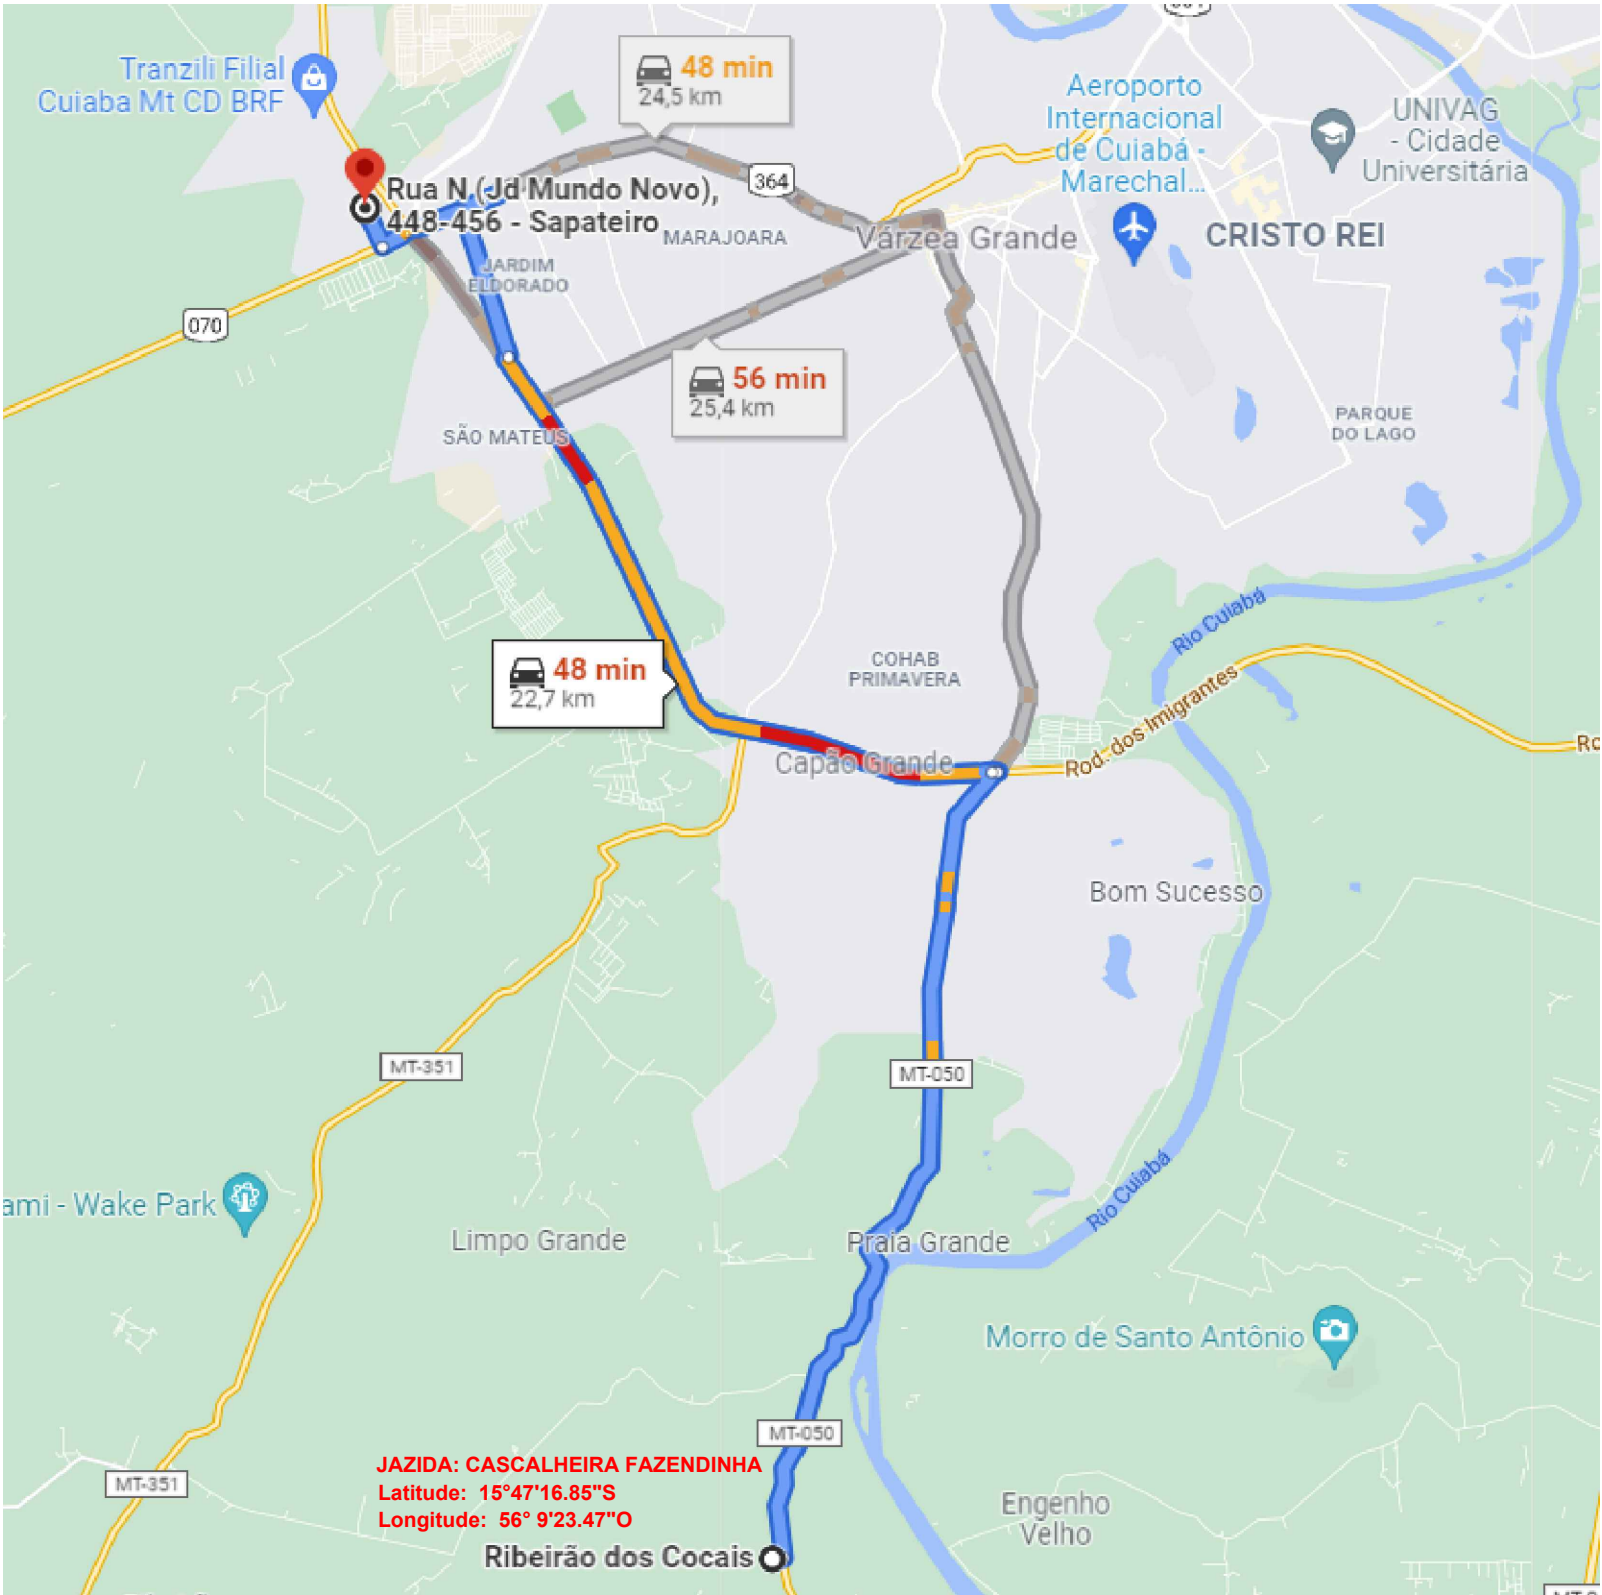 Tranzili Filial
Cuiaba Mt CD BRF
48 min
24,5 km
Aeroporto
Internacional
de Cuiabá -
Marechal...
UNIVAG
- Cidade
Universitária
364
Rua N (Jd Mundo Novo),
448-456 - Sapateiro
MARAJOARA
Várzea Grande
CRISTO REI
JARDIM
ELDORADO
070
56 min
25,4 km
PARQUE
DO LAGO
SÃO MATEUS
Rio Cuiabá
48 min
22,7 km
COHAB
PRIMAVERA
Rod. dos Imigrantes
Capão Grande
Bom Sucesso
MT-351
MT-050
Rio Cuiabá
ami - Wake Park
Limpo Grande
Praia Grande
Morro de Santo Antônio
MT-050
JAZIDA: CASCALHEIRA FAZENDINHA
MT-351
Latitude: 15°47'16.85"S
Longitude: 56° 9'23.47"O
Engenho
Velho
Ribeirão dos Cocais